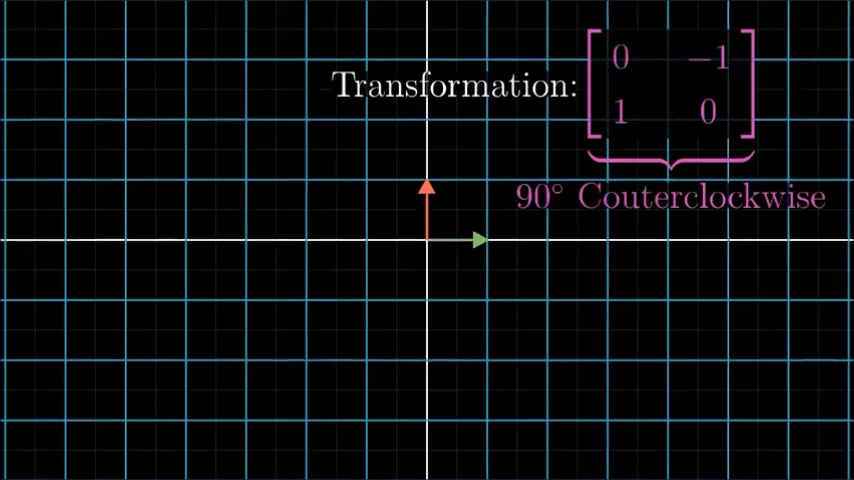 Transformation:
0 −1
1 0
90° Couterclockwise